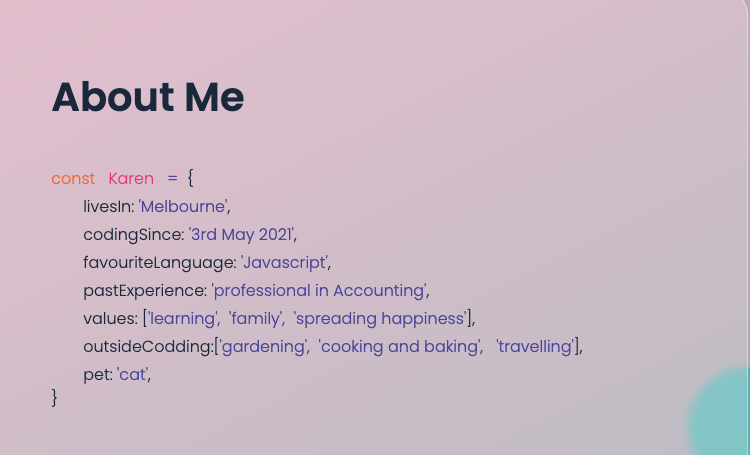 About Me
const Karen = {
livesIn: 'Melbourne',
codingSince: '3rd May 2021',
favouriteLanguage: 'Javascript',
pastExperience: 'professional in Accounting',
values: ['learning', 'family', 'spreading happiness'],
outsideCodding:['gardening', 'cooking and baking', 'travelling'],
pet: 'cat',
}